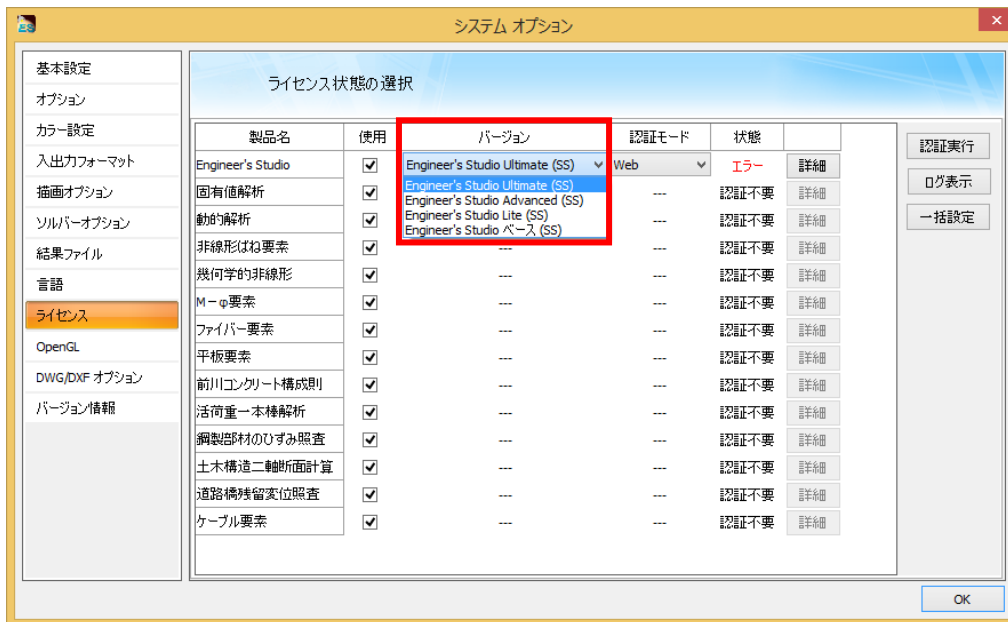 システム オプション
基本設定
オプション
カラー設定
入出力フォーマット
描画オプション
ソルバーオプション
結果ファイル
言語
ライセンス
OpenGL
DWG/DXF オプション
バージョン情報
ライセンス状態の選択
製品名 使用 バージョン 認証モード 状態
Engineer's Studio Engineer's Studio Ultimate (SS) Web エラー 詳細
Engineer's Studio Ultimate (SS)
Engineer's Studio Advanced (SS)
Engineer's Studio Lite (SS)
Engineer's Studio ベース (SS)
固有値解析 --- 認証不要 詳細
動的解析 --- 認証不要 詳細
非線形ばね要素 --- --- 認証不要 詳細
幾何学的非線形 --- --- 認証不要 詳細
M-φ要素 --- --- 認証不要 詳細
ファイバー要素 --- --- 認証不要 詳細
平板要素 --- --- 認証不要 詳細
前川コンクリート構成則 --- --- 認証不要 詳細
活荷重一本棒解析 --- --- 認証不要 詳細
鋼製部材のひずみ照査 --- --- 認証不要 詳細
土木構造二軸断面計算 --- --- 認証不要 詳細
道路橋残留変位照査 --- --- 認証不要 詳細
ケーブル要素 --- --- 認証不要 詳細
認証実行
ログ表示
一括設定
OK